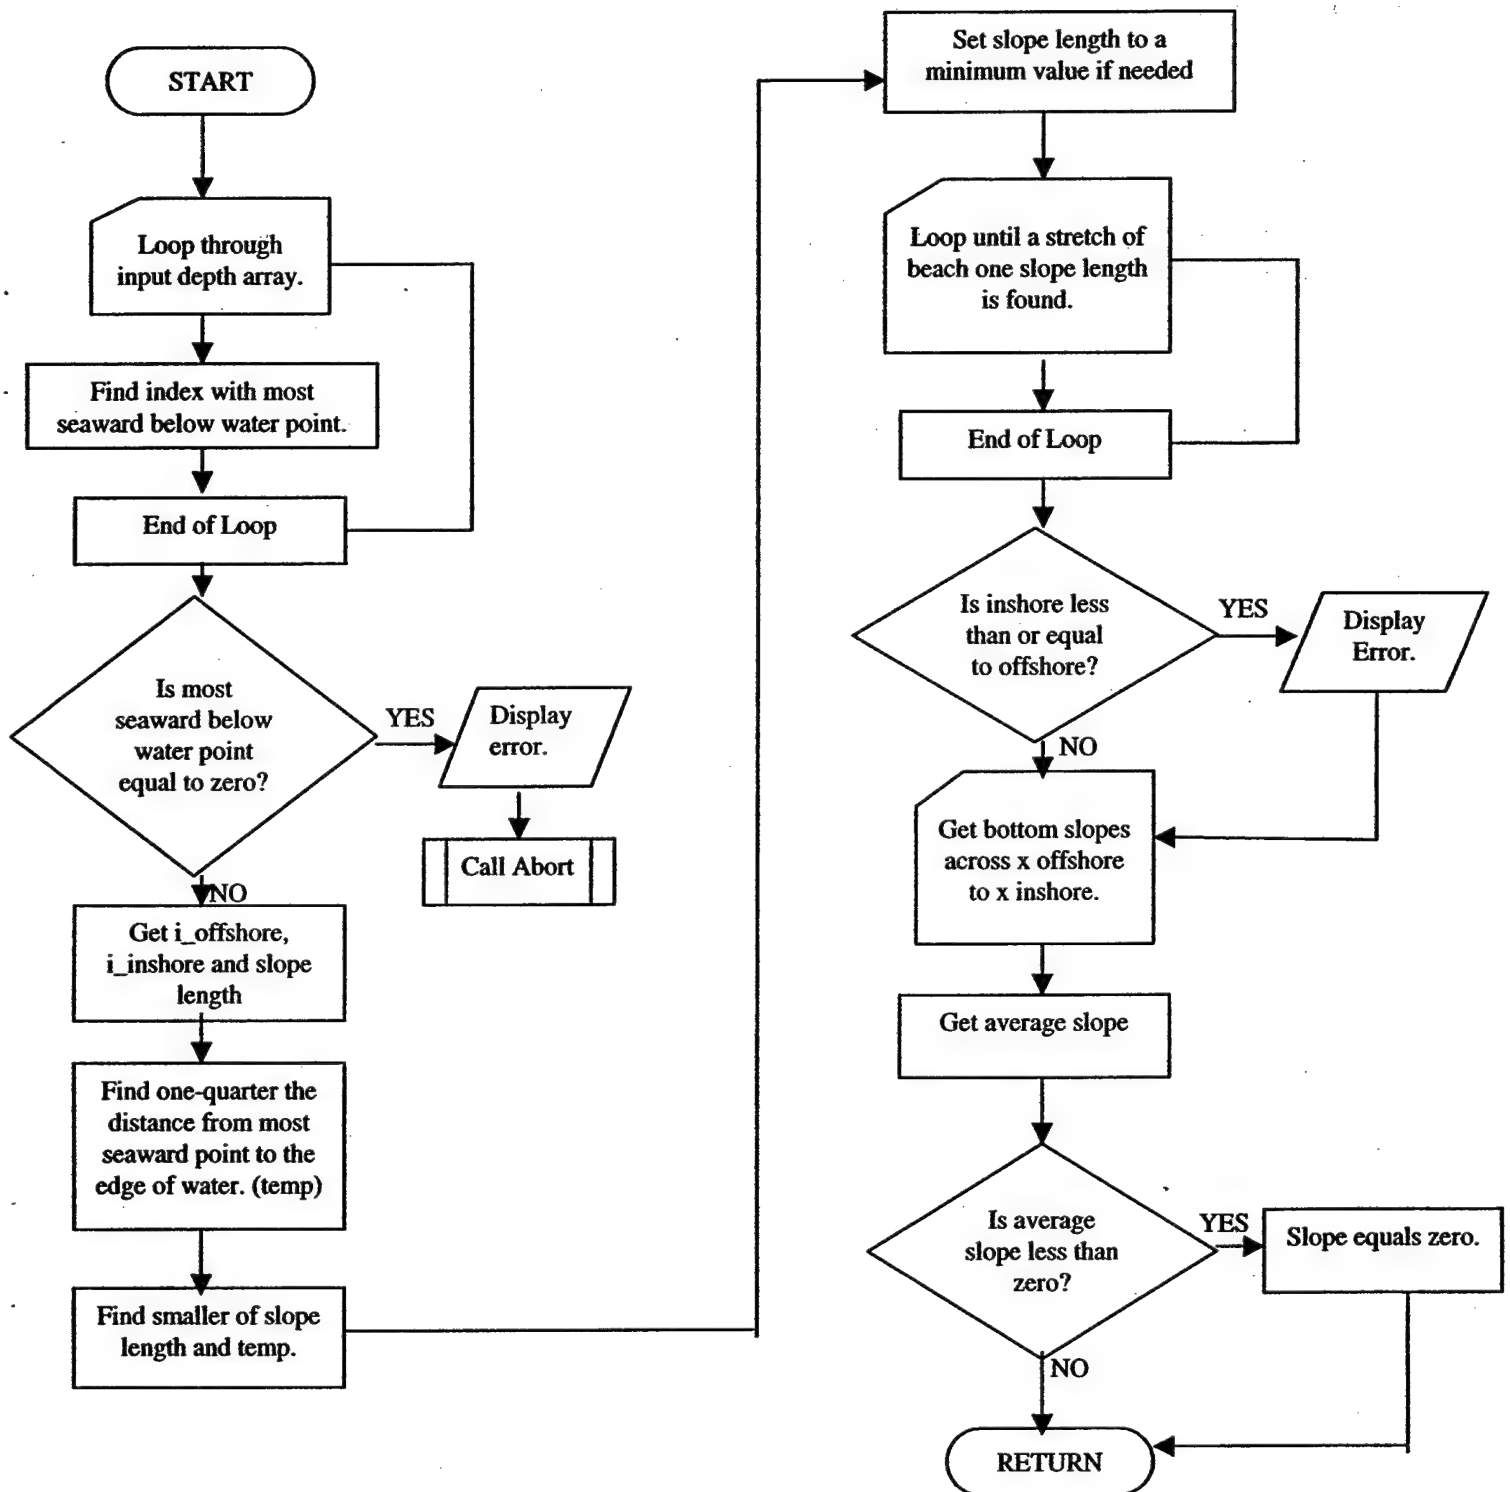 START
Loop through
input depth array.
Find index with most
seaward below water point.
End of Loop
Is most
seaward below
water point
equal to zero?
YES
Display
error.
Call Abort
NO
Get i_offshore,
i_inshore and slope
length
Find one-quarter the
distance from most
seaward point to the
edge of water. (temp)
Find smaller of slope
length and temp.
Set slope length to a
minimum value if needed
Loop until a stretch of
beach one slope length
is found.
End of Loop
Is inshore less
than or equal
to offshore?
YES
Display
Error.
NO
Get bottom slopes
across x offshore
to x inshore.
Get average slope
Is average
slope less than
zero?
YES
Slope equals zero.
NO
RETURN